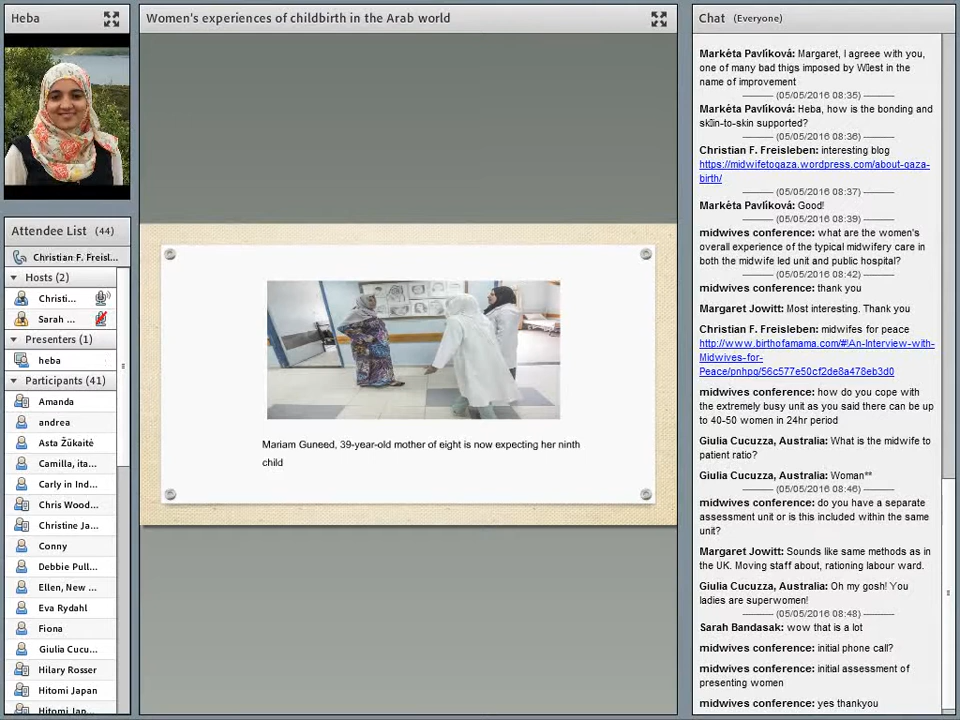 Heba
Women's experiences of childbirth in the Arab world
Chat (Everyone)
Attendee List (44)
Christian F. Freisl...
Hosts (2)
Christi...
Sarah ...
Presenters (1)
heba
Participants (41)
Amanda
andrea
Asta Žūkaitė
Camilla, ita...
Carly in Ind...
Chris Wood...
Christine Ja...
Conny
Debbie Pull...
Ellen, New ...
Eva Rydahl
Fiona
Giulia Cucu...
Hilary Rosser
Hitomi Japan
Hitomi Jap...
Mariam Guneed, 39-year-old mother of eight is now expecting her ninth
child
Markéta Pavlíková: Margaret, I agreee with you,
one of many bad thigs imposed by West in the
name of improvement
(05/05/2016 08:35)
Markéta Pavlíková: Heba, how is the bonding and
skin-to-skin supported?
(05/05/2016 08:36)
Christian F. Freisleben: interesting blog
https://midwifetogaza.wordpress.com/about-gaza-
birth/
(05/05/2016 08:37)
Markéta Pavlíková: Good!
(05/05/2016 08:39)
midwives conference: what are the women's
overall experience of the typical midwifery care in
both the midwife led unit and public hospital?
(05/05/2016 08:42)
midwives conference: thank you
Margaret Jowitt: Most interesting. Thank you
Christian F. Freisleben: midwifes for peace
http://www.birthofamama.com/#!An-Interview-with-
Midwives-for-
Peace/pnhpq/56c577e50cf2de8a478eb3d0
midwives conference: how do you cope with
the extremely busy unit as you said there can be up
to 40-50 women in 24hr period
Giulia Cucuzza, Australia: What is the midwife to
patient ratio?
Giulia Cucuzza, Australia: Woman**
(05/05/2016 08:46)
midwives conference: do you have a separate
assessment unit or is this included within the same
unit?
Margaret Jowitt: Sounds like same methods as in
the UK. Moving staff about, rationing labour ward.
Giulia Cucuzza, Australia: Oh my gosh! You
ladies are superwomen!
(05/05/2016 08:48)
Sarah Bandasak: wow that is a lot
midwives conference: initial phone call?
midwives conference: initial assessment of
presenting women
midwives conference: yes thankyou